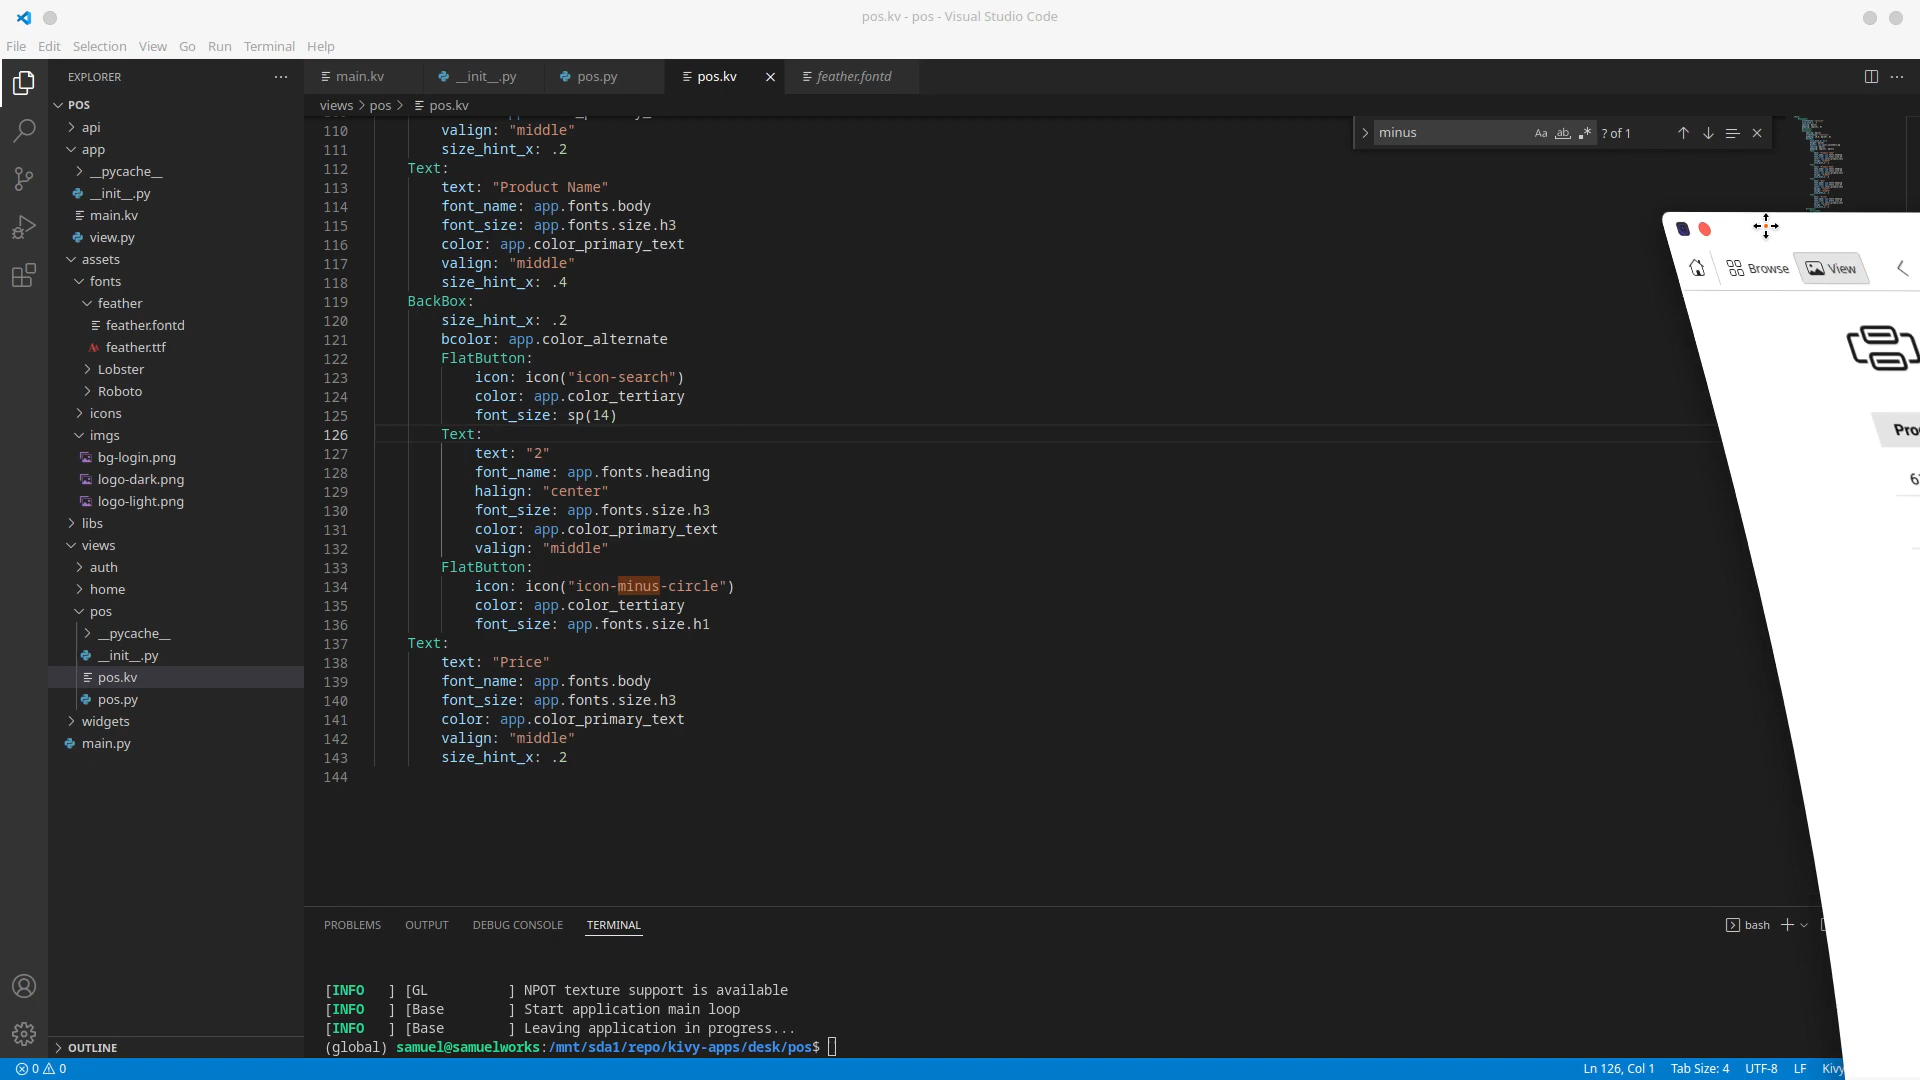 pos.kv - pos - Visual Studio Code
File Edit Selection View Go Run Terminal Help
EXPLORER
main.kv
__init__.py
pos.py
pos.kv
feather.fontd
POS
api
app
__pycache__
__init__.py
main.kv
view.py
assets
fonts
feather
feather.fontd
feather.ttf
Lobster
Roboto
icons
imgs
bg-login.png
logo-dark.png
logo-light.png
libs
views
auth
home
pos
__pycache__
__init__.py
pos.kv
pos.py
widgets
main.py
OUTLINE
views > pos > pos.kv
minus
Aa ab .* ? of 1
110 valign: "middle"
111 size_hint_x: .2
112 Text:
113 text: "Product Name"
114 font_name: app.fonts.body
115 font_size: app.fonts.size.h3
116 color: app.color_primary_text
117 valign: "middle"
118 size_hint_x: .4
119 BackBox:
120 size_hint_x: .2
121 bcolor: app.color_alternate
122 FlatButton:
123 icon: icon("icon-search")
124 color: app.color_tertiary
125 font_size: sp(14)
126 Text:
127 text: "2"
128 font_name: app.fonts.heading
129 halign: "center"
130 font_size: app.fonts.size.h3
131 color: app.color_primary_text
132 valign: "middle"
133 FlatButton:
134 icon: icon("icon-minus-circle")
135 color: app.color_tertiary
136 font_size: app.fonts.size.h1
137 Text:
138 text: "Price"
139 font_name: app.fonts.body
140 font_size: app.fonts.size.h3
141 color: app.color_primary_text
142 valign: "middle"
143 size_hint_x: .2
144
Browse View
PROBLEMS OUTPUT DEBUG CONSOLE TERMINAL
bash
[INFO   ] [GL          ] NPOT texture support is available
[INFO   ] [Base        ] Start application main loop
[INFO   ] [Base        ] Leaving application in progress...
(global) samuel@samuelworks:/mnt/sda1/repo/kivy-apps/desk/pos$
0 0
Ln 126, Col 1 Tab Size: 4 UTF-8 LF